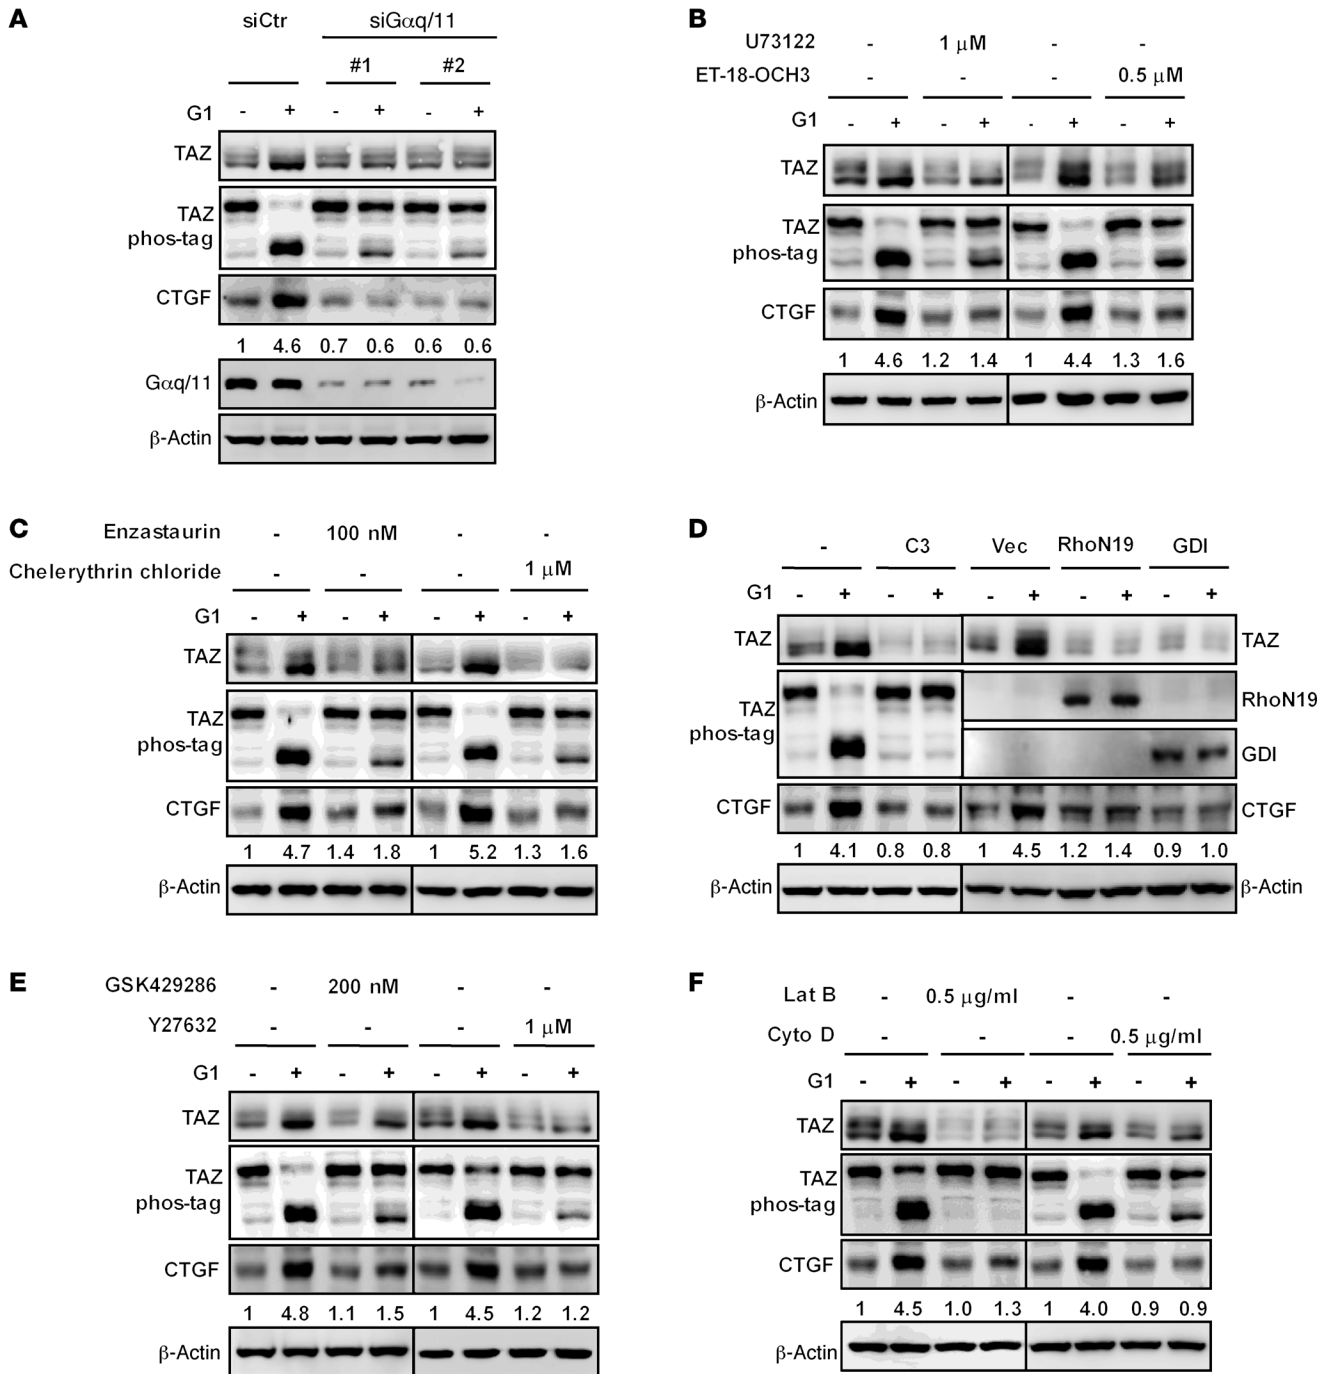 A
siCtr siGαq/11
#1 #2
G1 - + - + - +
TAZ
TAZ
phos-tag
CTGF
1 4.6 0.7 0.6 0.6 0.6
Gαq/11
β-Actin
B
U73122 - 1 μM - -
ET-18-OCH3 - - - 0.5 μM
G1 - + - + - + - +
TAZ
TAZ
phos-tag
CTGF
1 4.6 1.2 1.4 1 4.4 1.3 1.6
β-Actin
C
Enzastaurin - 100 nM - -
Chelerythrin chloride - - - 1 μM
G1 - + - + - + - +
TAZ
TAZ
phos-tag
CTGF
1 4.7 1.4 1.8 1 5.2 1.3 1.6
β-Actin
D
- C3 Vec RhoN19 GDI
G1 - + - + - + - + - +
TAZ TAZ
RhoN19
TAZ
phos-tag
GDI
CTGF CTGF
1 4.1 0.8 0.8 1 4.5 1.2 1.4 0.9 1.0
β-Actin β-Actin
E
GSK429286 - 200 nM - -
Y27632 - - - 1 μM
G1 - + - + - + - +
TAZ
TAZ
phos-tag
CTGF
1 4.8 1.1 1.5 1 4.5 1.2 1.2
β-Actin
F
Lat B - 0.5 μg/ml - -
Cyto D - - - 0.5 μg/ml
G1 - + - + - + - +
TAZ
TAZ
phos-tag
CTGF
1 4.5 1.0 1.3 1 4.0 0.9 0.9
β-Actin